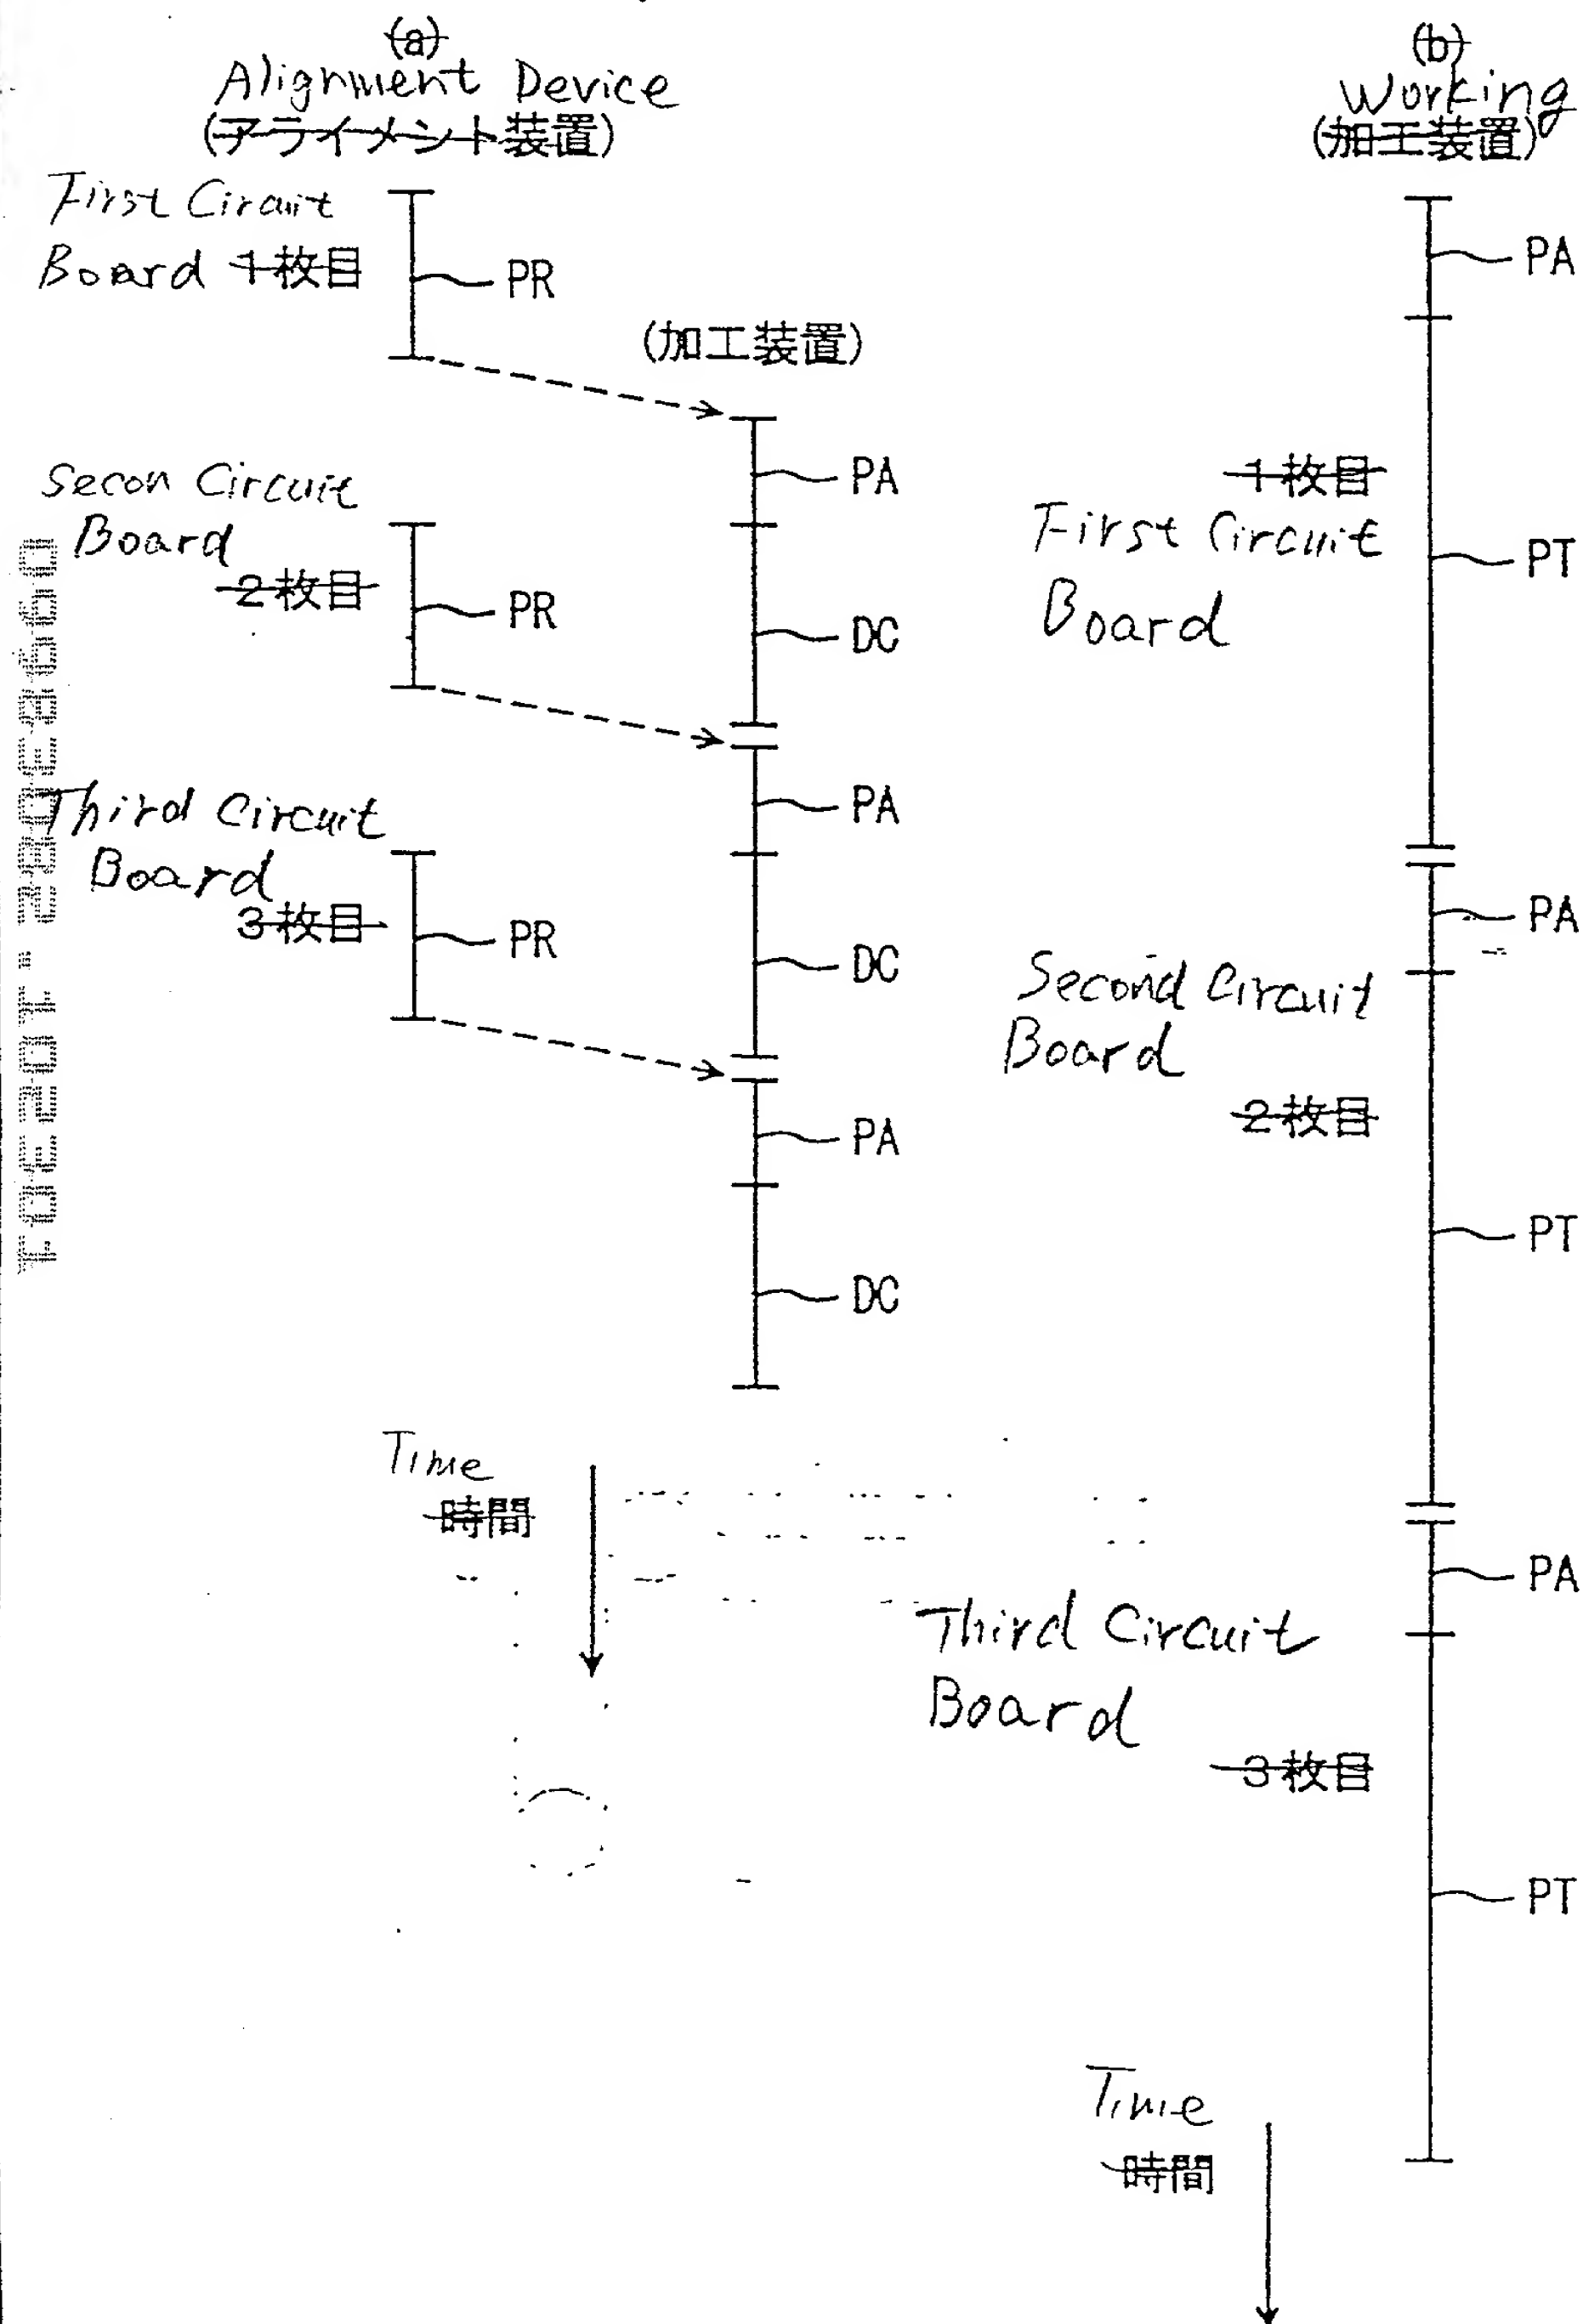 (a)
Alignment Device
(アライメント装置)
First Circuit
Board 1枚目
PR
(加工装置)
PA
Secon Circuit
Board
2枚目
PR
DC
PA
Third Circuit
Board
3枚目
PR
DC
PA
DC
Time
時間
(b)
Working
(加工装置)
PA
1枚目
First Circuit
Board
PT
PA
Second Circuit
Board
2枚目
PT
PA
Third Circuit
Board
3枚目
PT
Time
時間